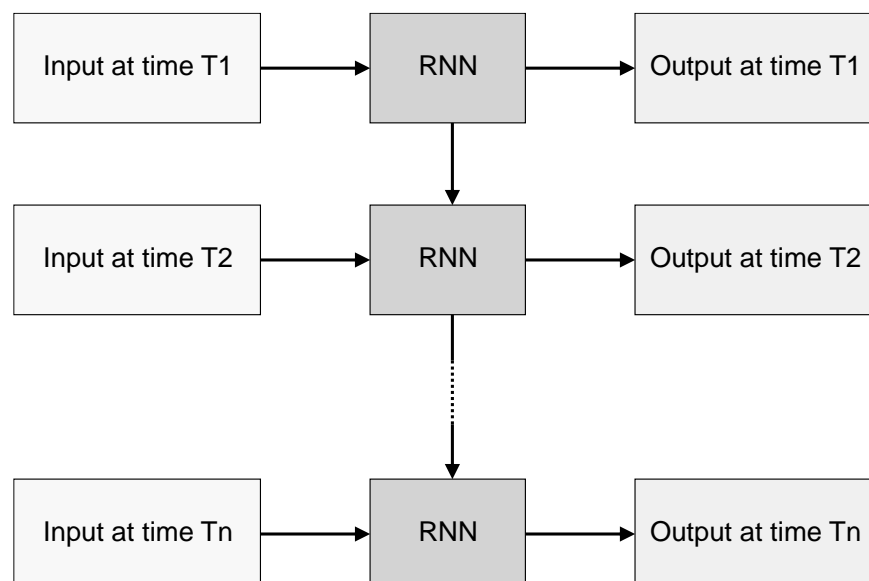 Input at time T1
RNN
Output at time T1
Input at time T2
RNN
Output at time T2
Input at time Tn
RNN
Output at time Tn